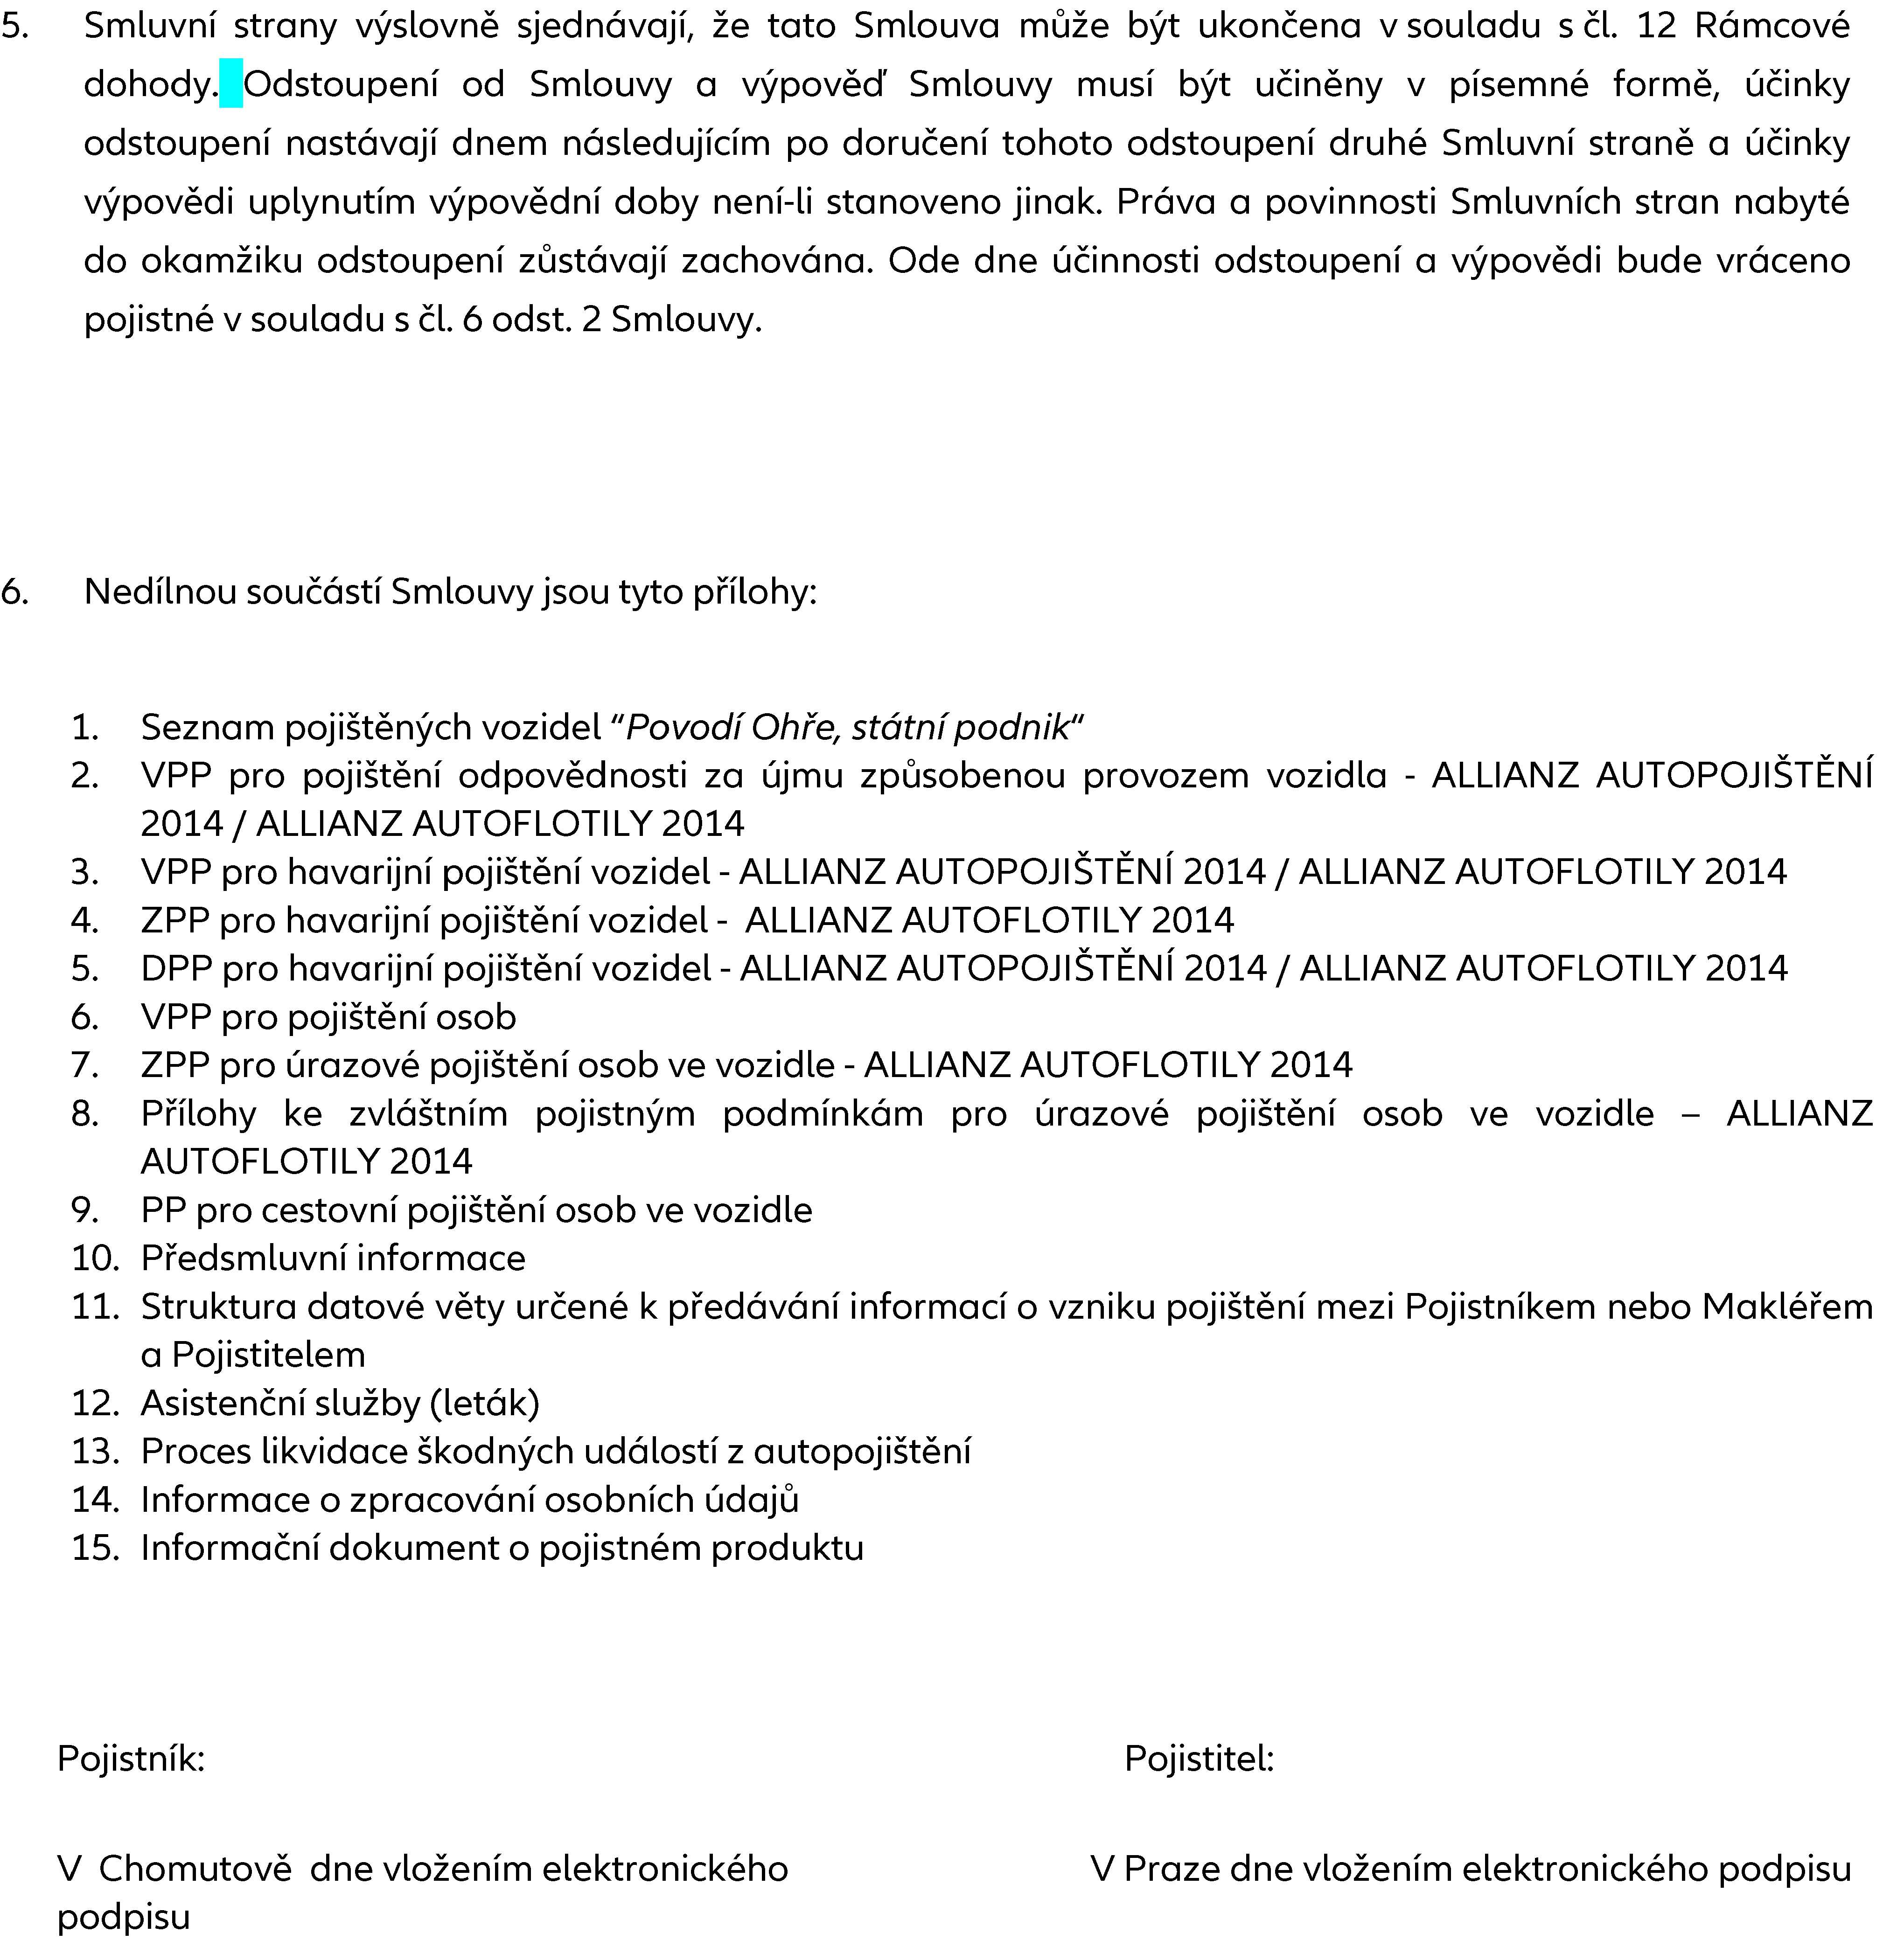 5. Smluvní strany výslovně sjednávají, že tato Smlouva může být ukončena v souladu s čl. 12 Rámcové
dohody. Odstoupení od Smlouvy a výpověď Smlouvy musí být učiněny v písemné formě, účinky
odstoupení nastávají dnem následujícím po doručení tohoto odstoupení druhé Smluvní straně a účinky
výpovědi uplynutím výpovědní doby není-li stanoveno jinak. Práva a povinnosti Smluvních stran nabyté
do okamžiku odstoupení zůstávají zachována. Ode dne účinnosti odstoupení a výpovědi bude vráceno
pojistné v souladu s čl. 6 odst. 2 Smlouvy.
6. Nedílnou součástí Smlouvy jsou tyto přílohy:
1. Seznam pojištěných vozidel “Povodí Ohře, státní podnik“
2. VPP pro pojištění odpovědnosti za újmu způsobenou provozem vozidla - ALLIANZ AUTOPOJIŠTĚNÍ
2014 / ALLIANZ AUTOFLOTILY 2014
3. VPP pro havarijní pojištění vozidel - ALLIANZ AUTOPOJIŠTĚNÍ 2014 / ALLIANZ AUTOFLOTILY 2014
4. ZPP pro havarijní pojištění vozidel - ALLIANZ AUTOFLOTILY 2014
5. DPP pro havarijní pojištění vozidel - ALLIANZ AUTOPOJIŠTĚNÍ 2014 / ALLIANZ AUTOFLOTILY 2014
6. VPP pro pojištění osob
7. ZPP pro úrazové pojištění osob ve vozidle - ALLIANZ AUTOFLOTILY 2014
8. Přílohy ke zvláštním pojistným podmínkám pro úrazové pojištění osob ve vozidle – ALLIANZ
AUTOFLOTILY 2014
9. PP pro cestovní pojištění osob ve vozidle
10. Předsmluvní informace
11. Struktura datové věty určené k předávání informací o vzniku pojištění mezi Pojistníkem nebo Makléřem
a Pojistitelem
12. Asistenční služby (leták)
13. Proces likvidace škodných událostí z autopojištění
14. Informace o zpracování osobních údajů
15. Informační dokument o pojistném produktu
Pojistník: Pojistitel:
V Chomutově dne vložením elektronického V Praze dne vložením elektronického podpisu
podpisu